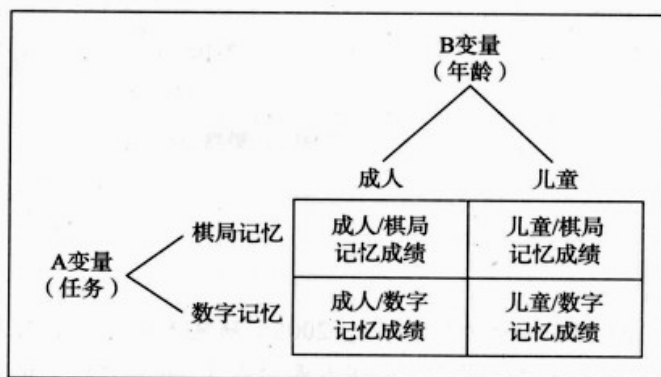 B变量
（年龄）
成人
儿童
A变量
（任务）
棋局记忆
成人/棋局
记忆成绩
儿童/棋局
记忆成绩
数字记忆
成人/数字
记忆成绩
儿童/数字
记忆成绩